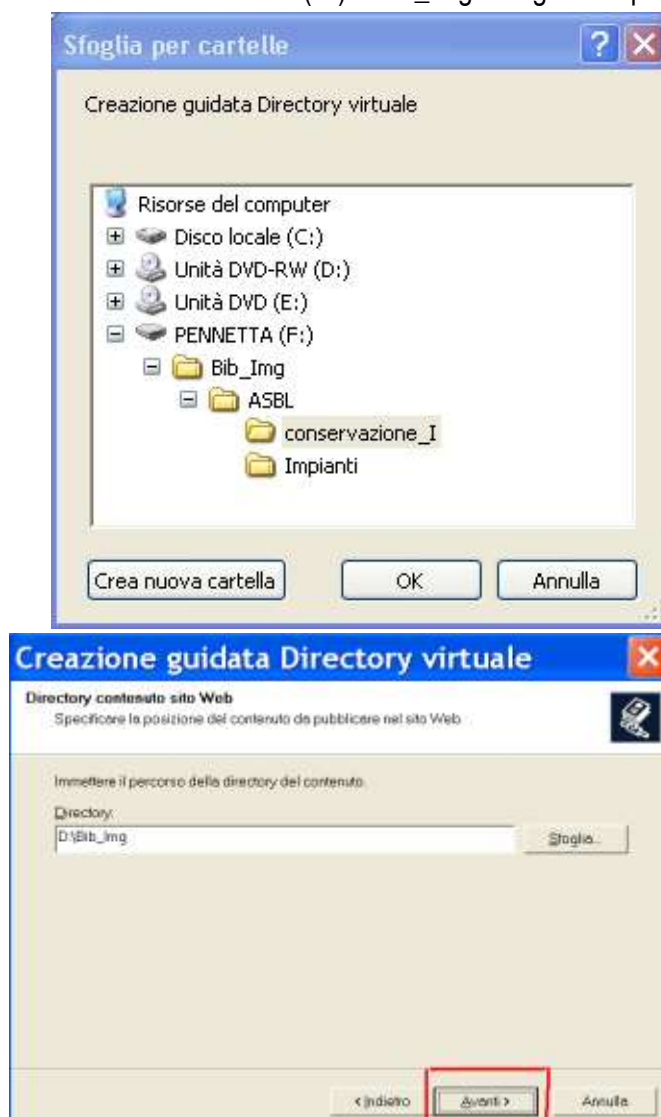 Sfoglia per cartelle
Creazione guidata Directory virtuale
Risorse del computer
Disco locale (C:)
Unità DVD-RW (D:)
Unità DVD (E:)
PENNETTA (F:)
Bib_Img
ASBL
conservazione_I
Impianti
Crea nuova cartella OK Annulla
Creazione guidata Directory virtuale
Directory contenuto sito Web
Specificare la posizione del contenuto da pubblicare nel sito Web
Immettere il percorso della directory del contenuto.
Directory:
D:\Bib_Img Sfoglia...
< Indietro Avanti > Annulla